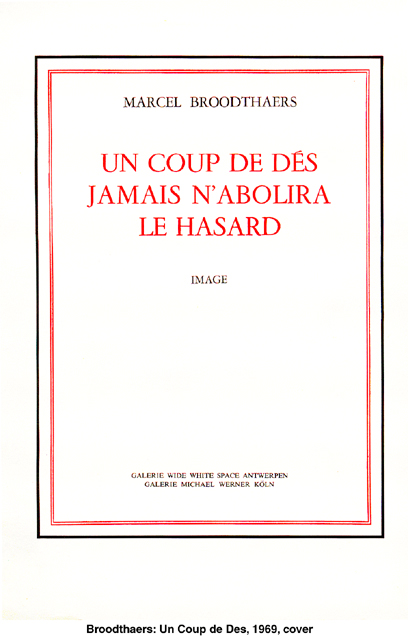 MARCEL BROODTHAERS
UN COUP DE DÉS
JAMAIS N'ABOLIRA
LE HASARD
IMAGE
GALERIE WIDE WHITE SPACE ANTWERPEN
GALERIE MICHAEL WERNER KÖLN
Broodthaers: Un Coup de Des, 1969, cover